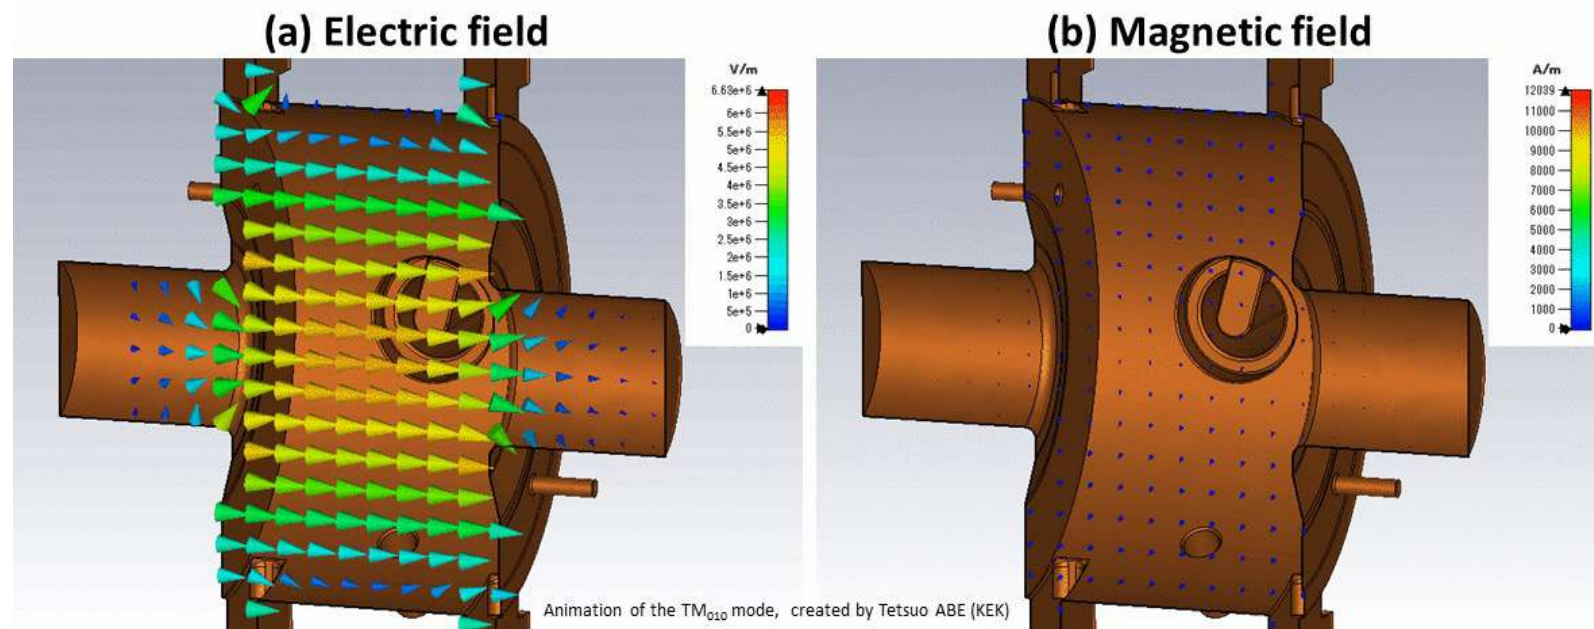 (a) Electric field
(b) Magnetic field
V/m
6.63e+6
6e+6
5.5e+6
5e+6
4.5e+6
4e+6
3.5e+6
3e+6
2.5e+6
2e+6
1.5e+6
1e+6
5e+5
0
A/m
12039
11000
10000
9000
8000
7000
6000
5000
4000
3000
2000
1000
0
Animation of the TM₀₁₀ mode, created by Tetsuo ABE (KEK)